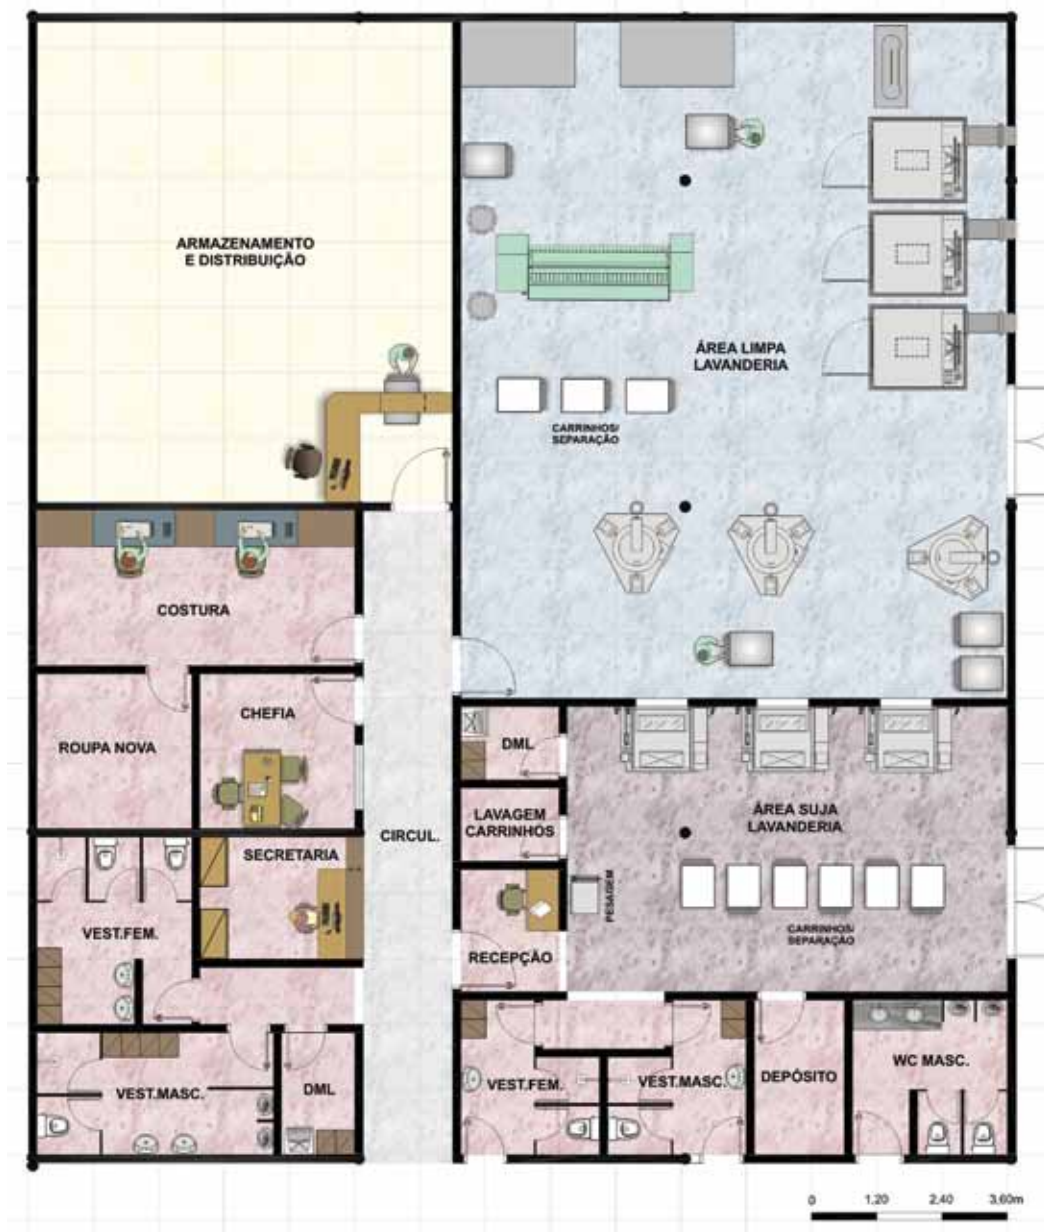 ARMAZENAMENTO
E DISTRIBUIÇÃO
ÁREA LIMPA
LAVANDERIA
CARRINHOS/
SEPARAÇÃO
COSTURA
CHEFIA
ROUPA NOVA
DML
LAVAGEM
CARRINHOS
ÁREA SUJA
LAVANDERIA
CIRCUL.
SECRETARIA
PESAGEM
VEST.FEM.
CARRINHOS/
SEPARAÇÃO
RECEPÇÃO
VEST.MASC.
DML
VEST.FEM.
VEST.MASC.
DEPÓSITO
WC MASC.
0 1,20 2,40 3,60m